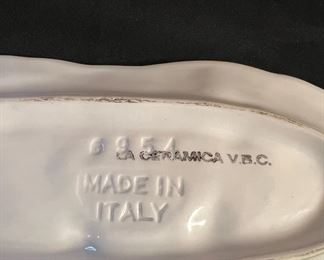 6954
LA CERAMICA V.B.C.
MADE IN
ITALY